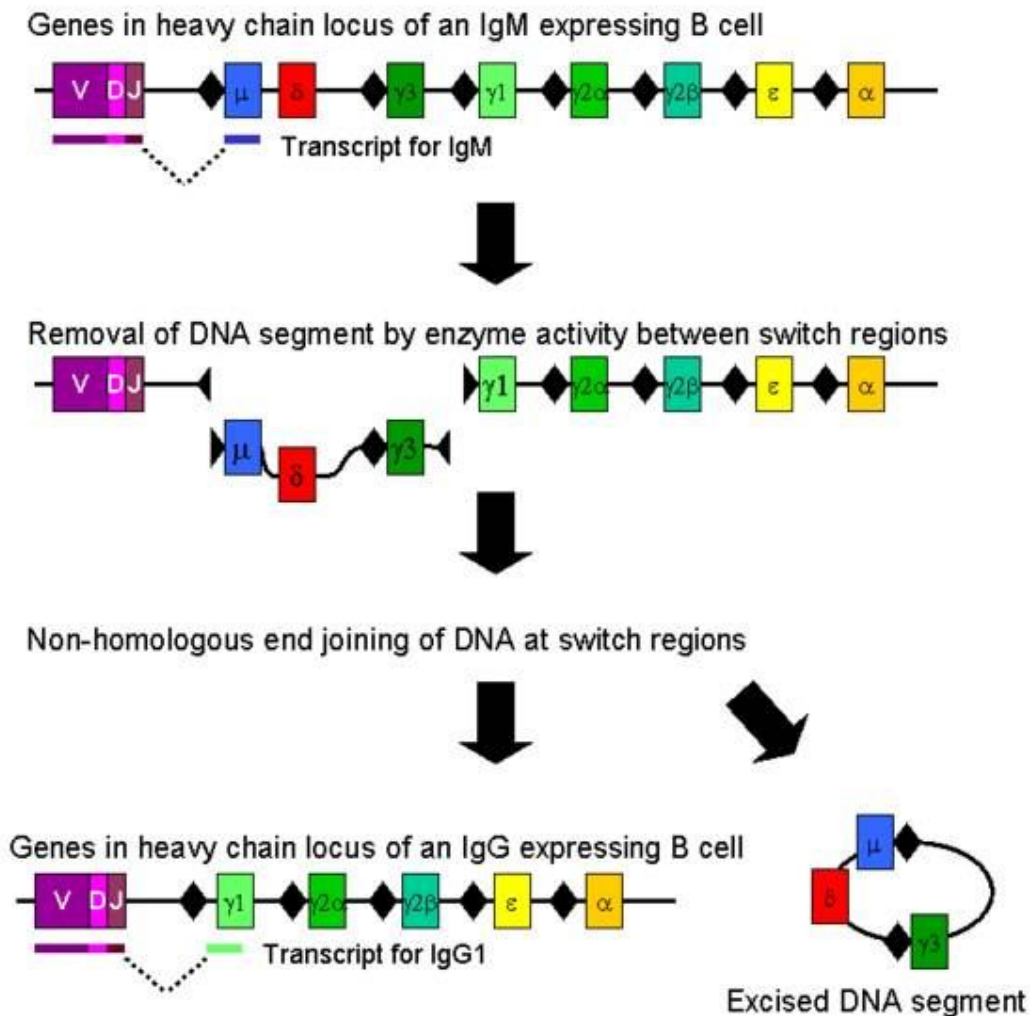 Genes in heavy chain locus of an IgM expressing B cell
V D J μ δ γ3 γ1 γ2α γ2β ε α
Transcript for IgM
Removal of DNA segment by enzyme activity between switch regions
V D J γ1 γ2α γ2β ε α
μ δ γ3
Non-homologous end joining of DNA at switch regions
Genes in heavy chain locus of an IgG expressing B cell
V D J γ1 γ2α γ2β ε α
Transcript for IgG1
μ
δ
γ3
Excised DNA segment